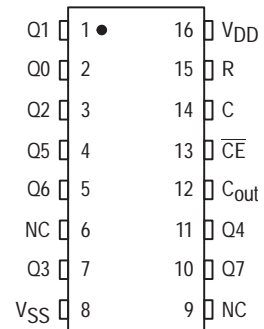 Q1 1 16 VDD
Q0 2 15 R
Q2 3 14 C
Q5 4 13 C̅E̅
Q6 5 12 Cout
NC 6 11 Q4
Q3 7 10 Q7
VSS 8 9 NC